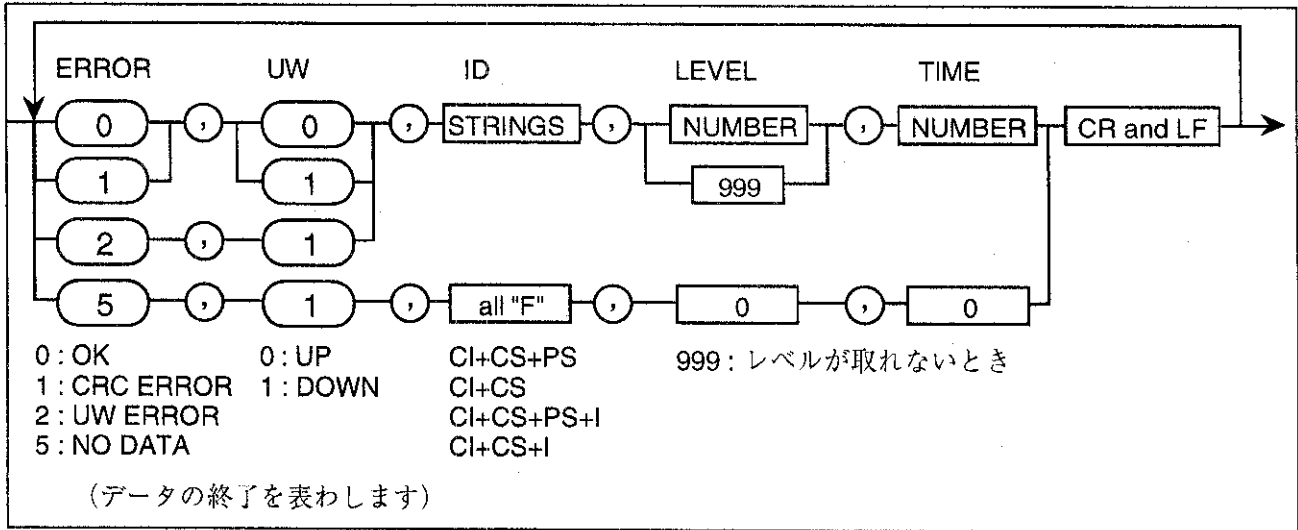 ERROR UW ID LEVEL TIME
0 , 0 , STRINGS , NUMBER , NUMBER CR and LF
1 1 999
2 , 1
5 , 1 , all "F" , 0 , 0
0 : OK 0 : UP CI+CS+PS 999 : レベルが取れないとき
1 : CRC ERROR 1 : DOWN CI+CS
2 : UW ERROR CI+CS+PS+I
5 : NO DATA CI+CS+I
(データの終了を表わします)